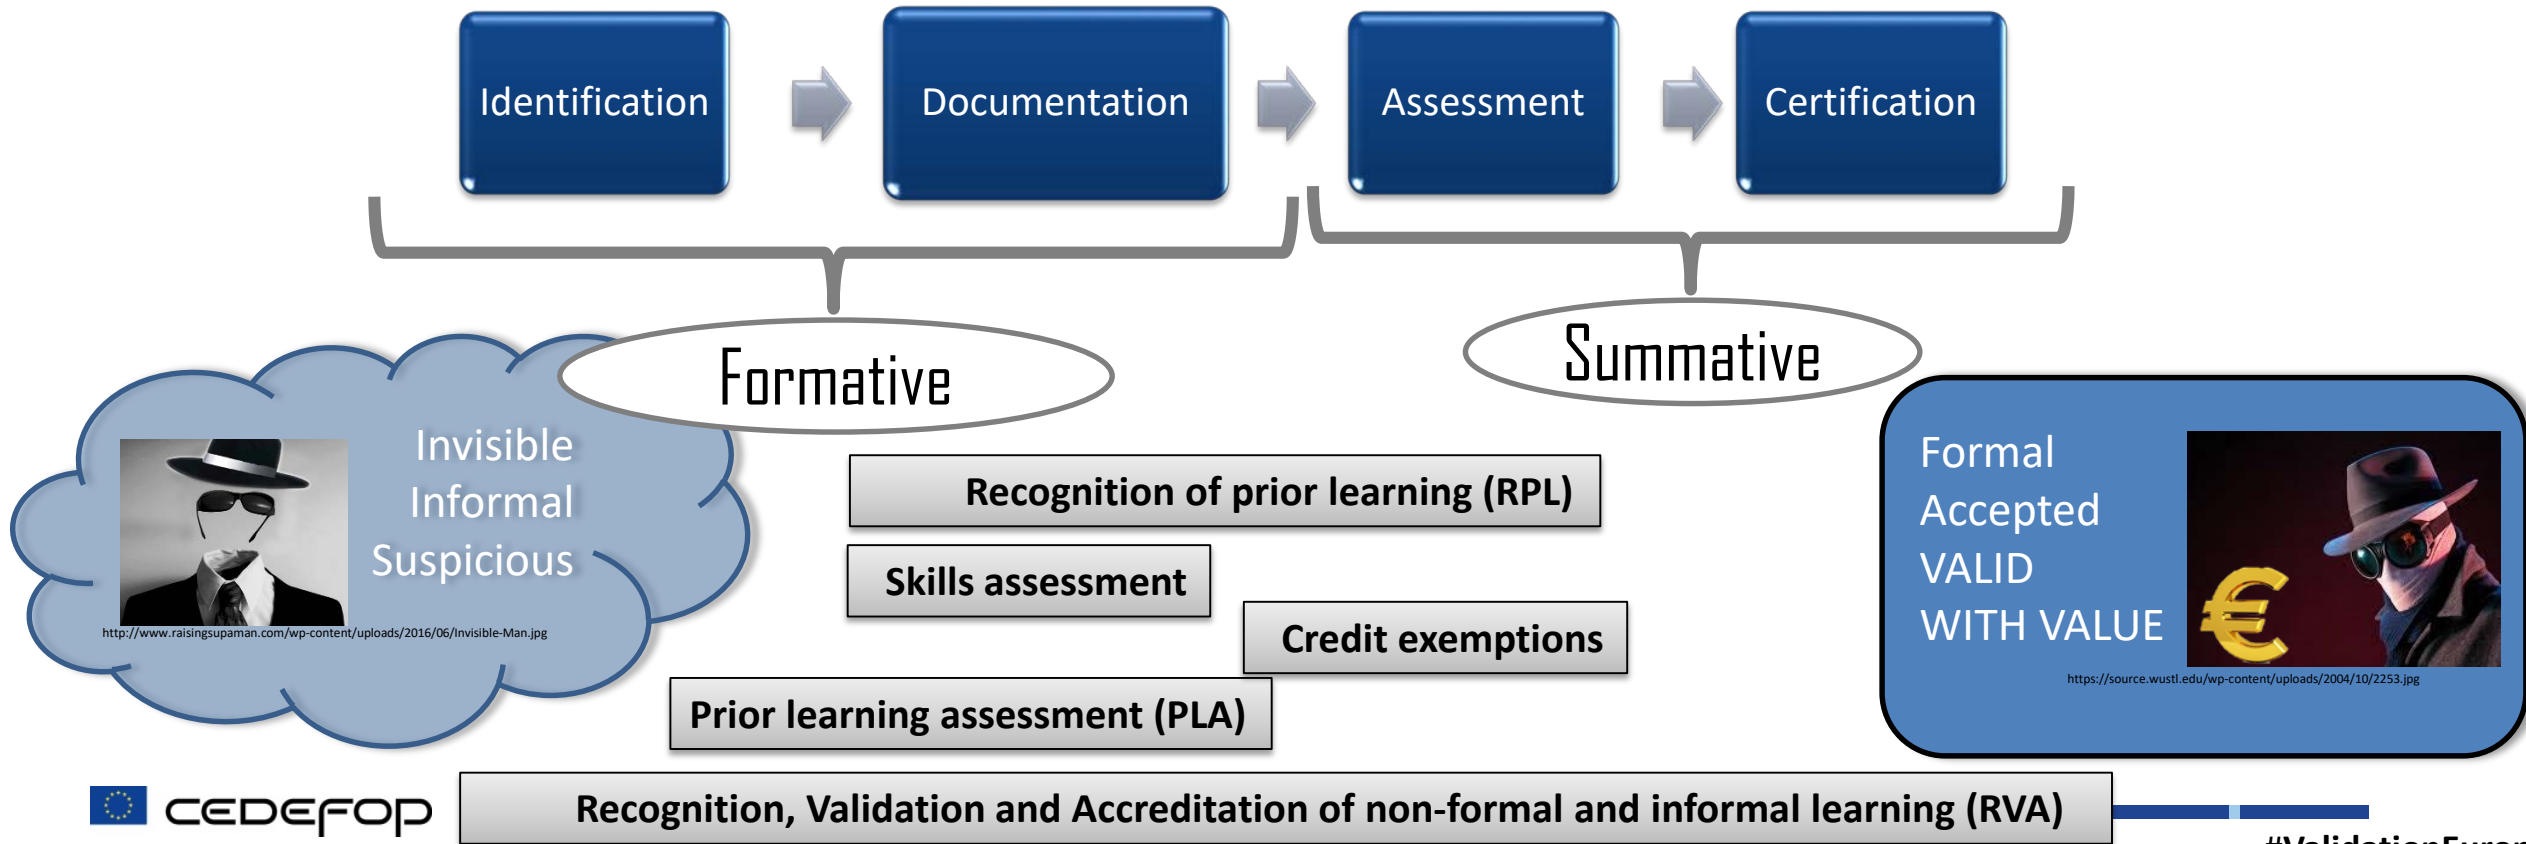 Identification
Documentation
Assessment
Certification
Formative
Summative
Invisible
Informal
Suspicious
http://www.raisingsupaman.com/wp-content/uploads/2016/06/Invisible-Man.jpg
Recognition of prior learning (RPL)
Skills assessment
Credit exemptions
Prior learning assessment (PLA)
Formal
Accepted
VALID
WITH VALUE
€
https://source.wustl.edu/wp-content/uploads/2004/10/2253.jpg
CEDEFOP
Recognition, Validation and Accreditation of non-formal and informal learning (RVA)